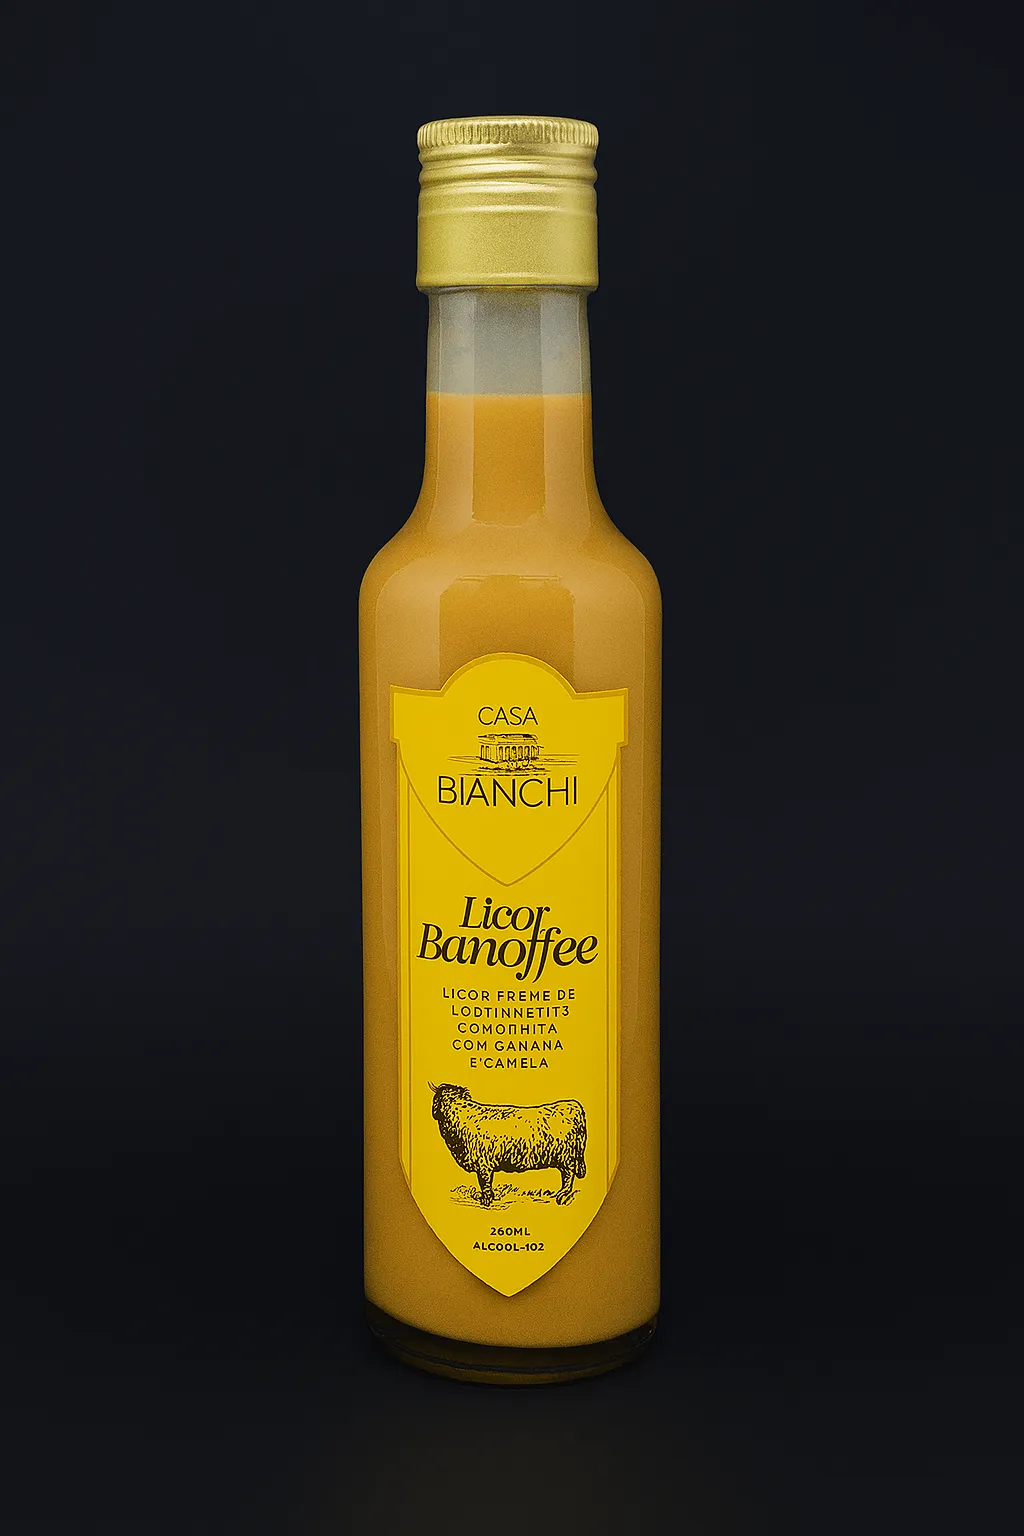 CASA
BIANCHI
Licor
Banoffee
LICOR FREME DE
LODTINNETIT3
COMOПHITA
COM GANANA
E'CAMELA
260ML
ALCOOL-102